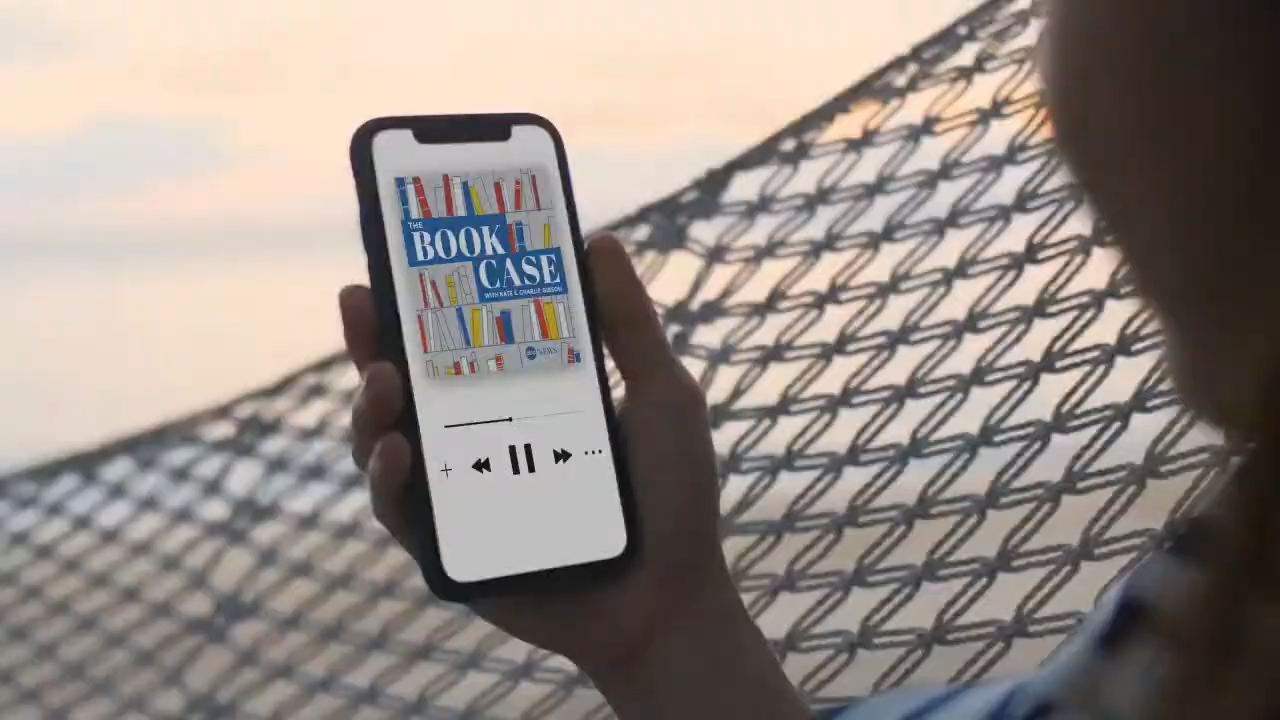 THE
BOOK
CASE
WITH KATE & CHARLIE GIBSON
abc NEWS